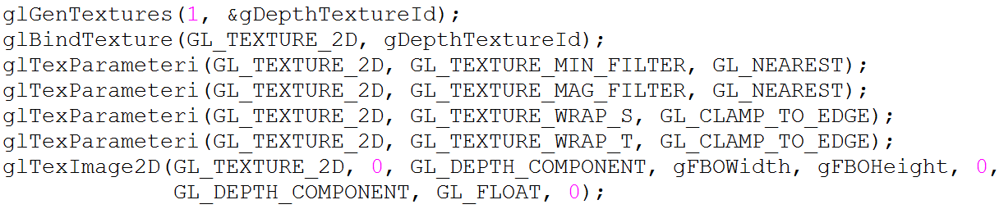 glGenTextures(1, &gDepthTextureId);
glBindTexture(GL_TEXTURE_2D, gDepthTextureId);
glTexParameteri(GL_TEXTURE_2D, GL_TEXTURE_MIN_FILTER, GL_NEAREST);
glTexParameteri(GL_TEXTURE_2D, GL_TEXTURE_MAG_FILTER, GL_NEAREST);
glTexParameteri(GL_TEXTURE_2D, GL_TEXTURE_WRAP_S, GL_CLAMP_TO_EDGE);
glTexParameteri(GL_TEXTURE_2D, GL_TEXTURE_WRAP_T, GL_CLAMP_TO_EDGE);
glTexImage2D(GL_TEXTURE_2D, 0, GL_DEPTH_COMPONENT, gFBOWidth, gFBOHeight, 0,
GL_DEPTH_COMPONENT, GL_FLOAT, 0);